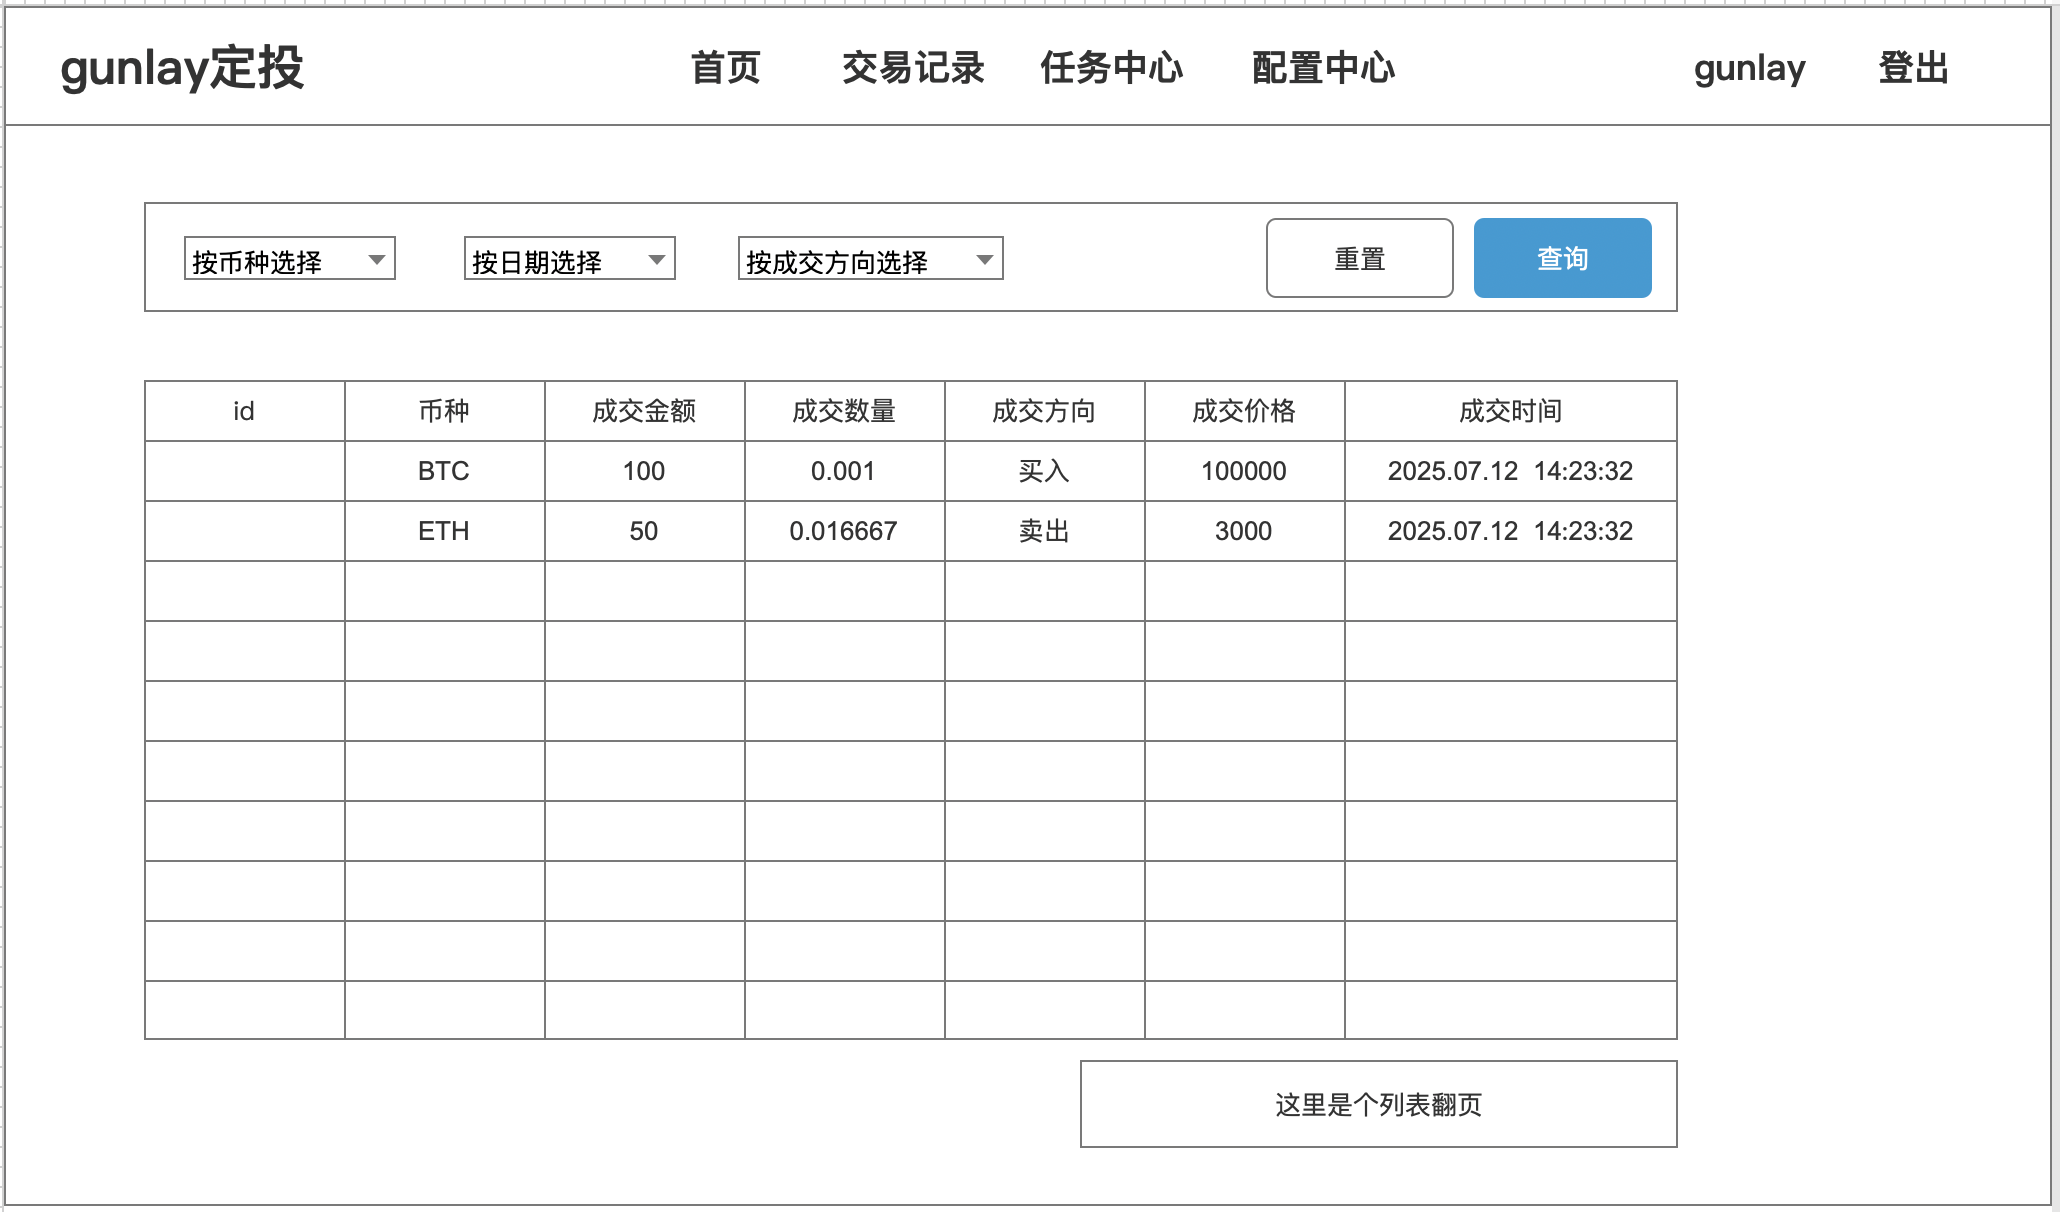 gunlay定投 首页 交易记录 任务中心 配置中心 gunlay 登出
按币种选择 按日期选择 按成交方向选择 重置 查询
id 币种 成交金额 成交数量 成交方向 成交价格 成交时间
BTC 100 0.001 买入 100000 2025.07.12 14:23:32
ETH 50 0.016667 卖出 3000 2025.07.12 14:23:32
这里是个列表翻页